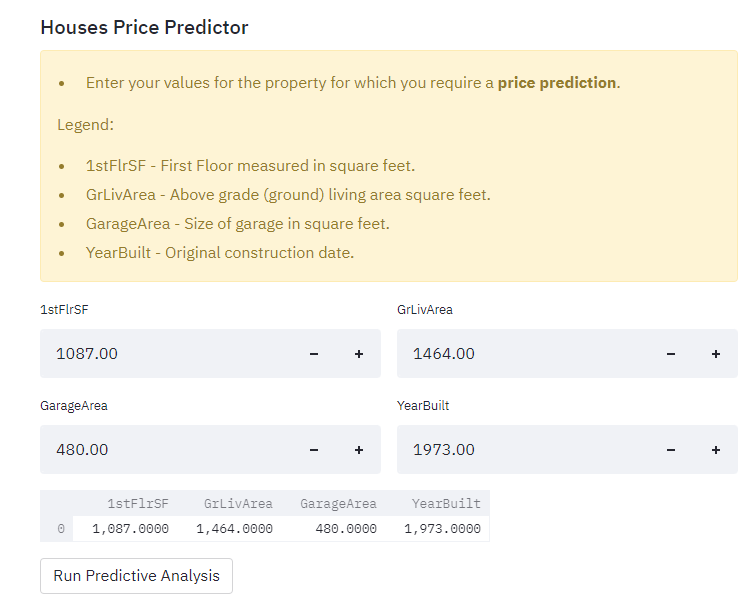 Houses Price Predictor
• Enter your values for the property for which you require a price prediction.
Legend:
• 1stFlrSF - First Floor measured in square feet.
• GrLivArea - Above grade (ground) living area square feet.
• GarageArea - Size of garage in square feet.
• YearBuilt - Original construction date.
1stFlrSF GrLivArea
1087.00 − + 1464.00 − +
GarageArea YearBuilt
480.00 − + 1973.00 − +
1stFlrSF GrLivArea GarageArea YearBuilt
0 1,087.0000 1,464.0000 480.0000 1,973.0000
Run Predictive Analysis